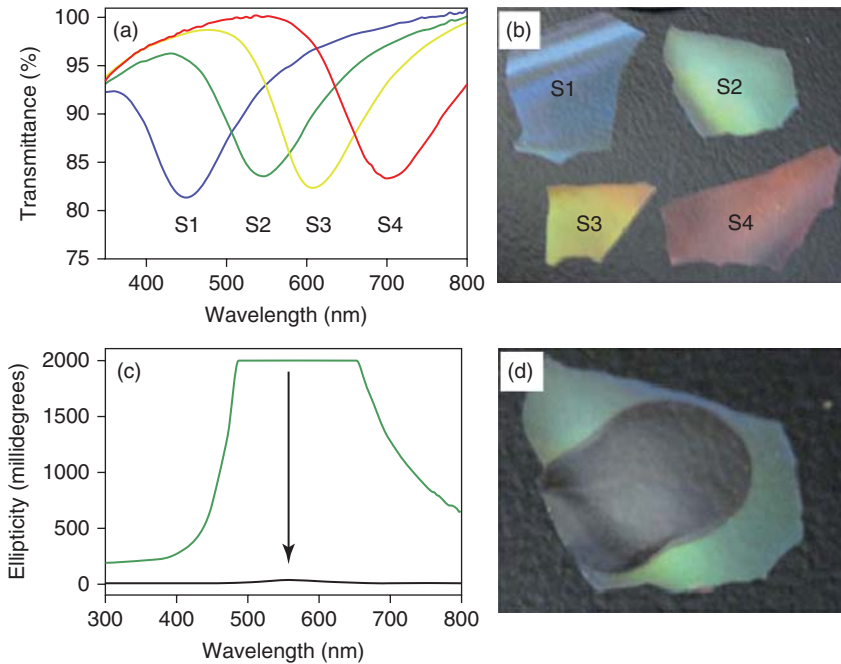 (a)
Transmittance (%)
100
95
90
85
80
75
S1 S2 S3 S4
400 500 600 700 800
Wavelength (nm)
(b)
S1
S2
S3
S4
(c)
Ellipticity (millidegrees)
2000
1500
1000
500
0
300 400 500 600 700 800
Wavelength (nm)
(d)